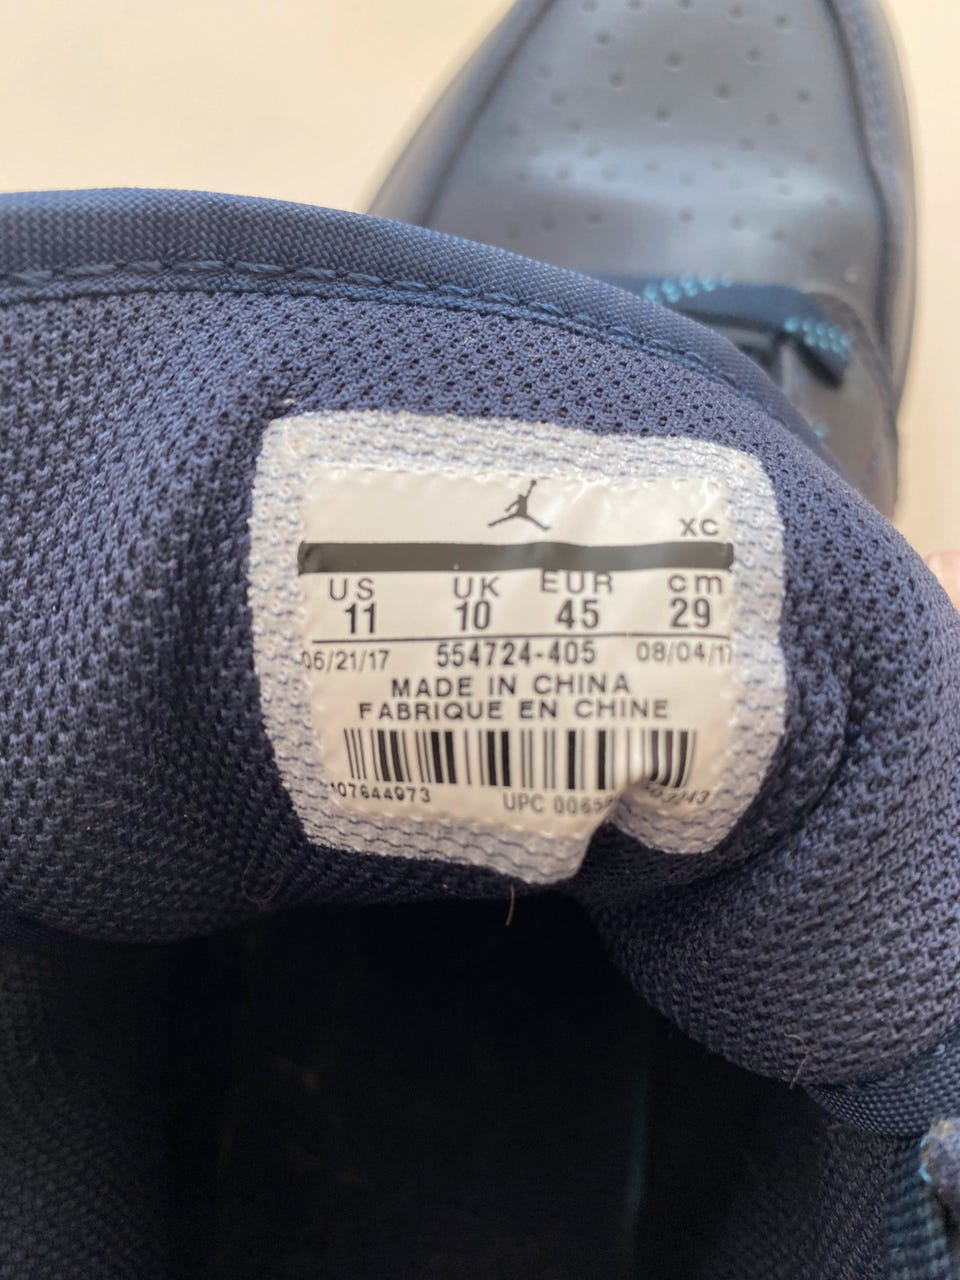 XC
US UK EUR cm
11 10 45 29
06/21/17 554724-405 08/04/17
MADE IN CHINA
FABRIQUE EN CHINE
UPC